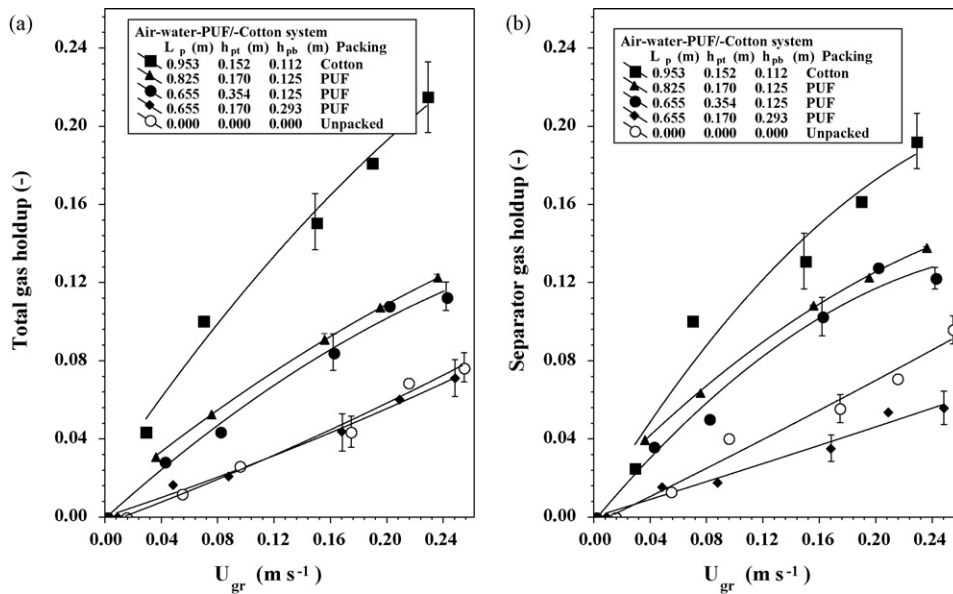 (a)
Total gas holdup (-)
0.24
0.20
0.16
0.12
0.08
0.04
0.00
Air-water-PUF/-Cotton system
L p (m) h pt (m) h pb (m) Packing
0.953 0.152 0.112 Cotton
0.825 0.170 0.125 PUF
0.655 0.354 0.125 PUF
0.655 0.170 0.293 PUF
0.000 0.000 0.000 Unpacked
0.00 0.04 0.08 0.12 0.16 0.20 0.24
U gr (m s -1)
(b)
Separator gas holdup (-)
0.24
0.20
0.16
0.12
0.08
0.04
0.00
Air-water-PUF/-Cotton system
L p (m) h pt (m) h pb (m) Packing
0.953 0.152 0.112 Cotton
0.825 0.170 0.125 PUF
0.655 0.354 0.125 PUF
0.655 0.170 0.293 PUF
0.000 0.000 0.000 Unpacked
0.00 0.04 0.08 0.12 0.16 0.20 0.24
U gr (m s -1)